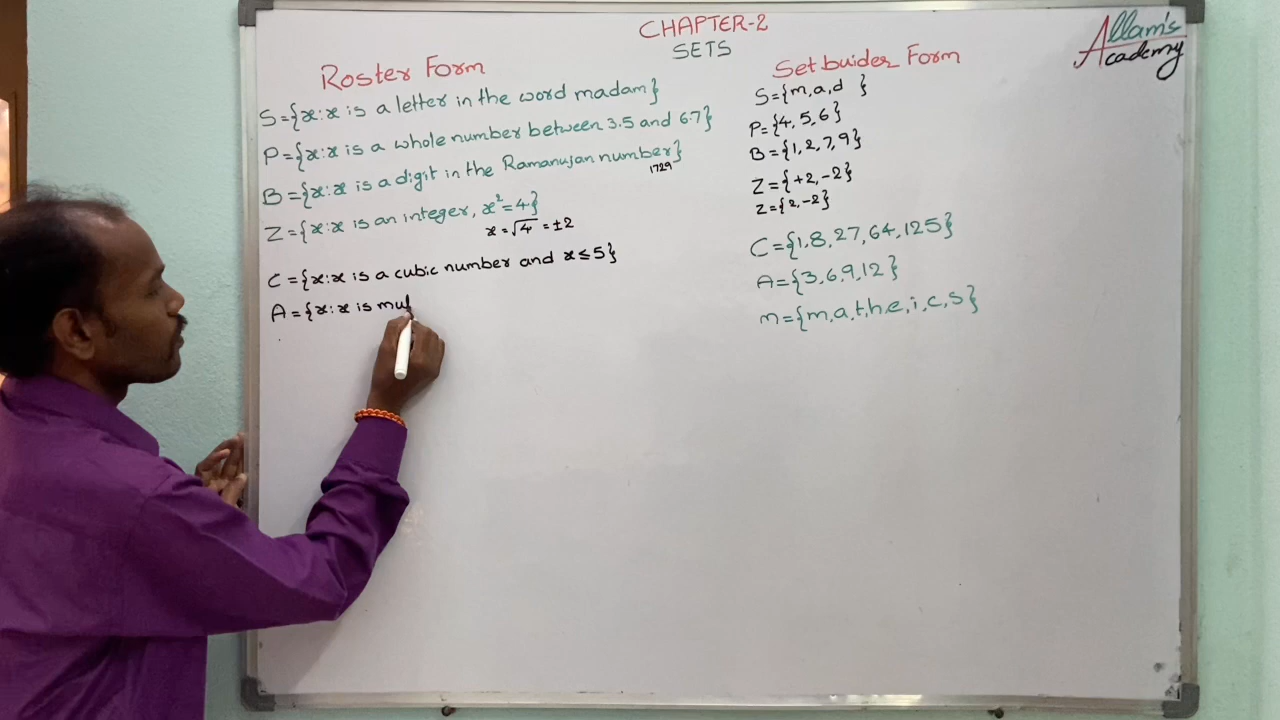 CHAPTER-2
SETS
Allam's
Academy
Roster Form
S={x:x is a letter in the word madam}
P={x:x is a whole number between 3.5 and 6.7}
B={x:x is a digit in the Ramanujan number}
1729
Z={x:x is an integer, x²=4}
x=√4 = ±2
C={x:x is a cubic number and x≤5}
A={x:x is mul
Set buider Form
S={m,a,d }
P={4,5,6}
B={1,2,7,9}
Z={+2,-2}
Z={2,-2}
C={1,8,27,64,125}
A={3,6,9,12}
m={m,a,t,h,e,i,c,s}